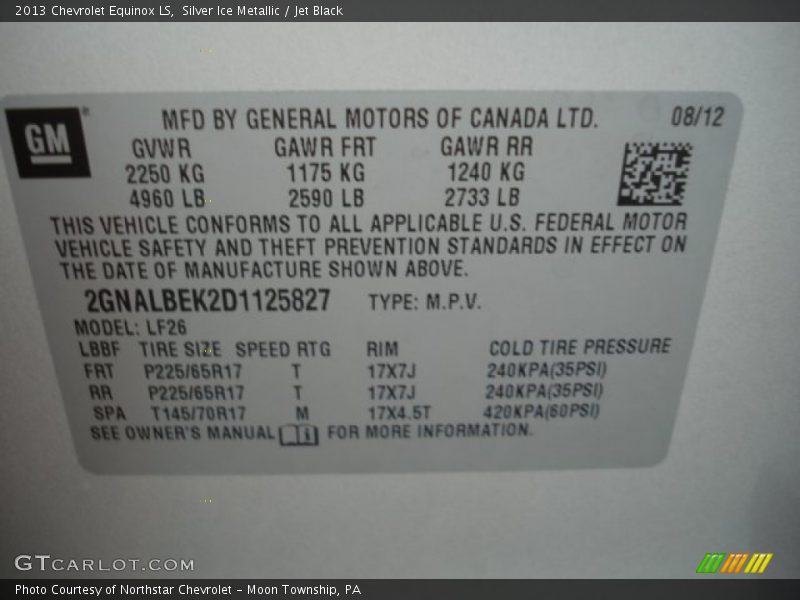 2013 Chevrolet Equinox LS,  Silver Ice Metallic / Jet Black
GM®
MFD BY GENERAL MOTORS OF CANADA LTD. 08/12
GVWR GAWR FRT GAWR RR
2250 KG 1175 KG 1240 KG
4960 LB 2590 LB 2733 LB
THIS VEHICLE CONFORMS TO ALL APPLICABLE U.S. FEDERAL MOTOR
VEHICLE SAFETY AND THEFT PREVENTION STANDARDS IN EFFECT ON
THE DATE OF MANUFACTURE SHOWN ABOVE.
2GNALBEK2D1125827 TYPE: M.P.V.
MODEL: LF26
LBBF TIRE SIZE SPEED RTG RIM COLD TIRE PRESSURE
FRT P225/65R17 T 17X7J 240KPA(35PSI)
RR P225/65R17 T 17X7J 240KPA(35PSI)
SPA T145/70R17 M 17X4.5T 420KPA(60PSI)
SEE OWNER'S MANUAL FOR MORE INFORMATION.
GTCARLOT.COM
Photo Courtesy of Northstar Chevrolet – Moon Township, PA